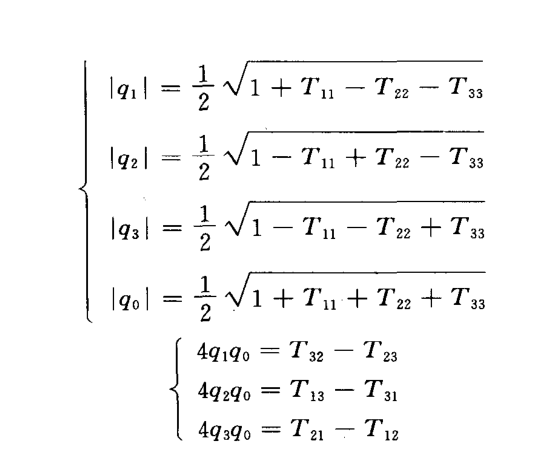 |q₁| = 1/2 √(1 + T₁₁ − T₂₂ − T₃₃)
|q₂| = 1/2 √(1 − T₁₁ + T₂₂ − T₃₃)
|q₃| = 1/2 √(1 − T₁₁ − T₂₂ + T₃₃)
|q₀| = 1/2 √(1 + T₁₁ + T₂₂ + T₃₃)
4q₁q₀ = T₃₂ − T₂₃
4q₂q₀ = T₁₃ − T₃₁
4q₃q₀ = T₂₁ − T₁₂